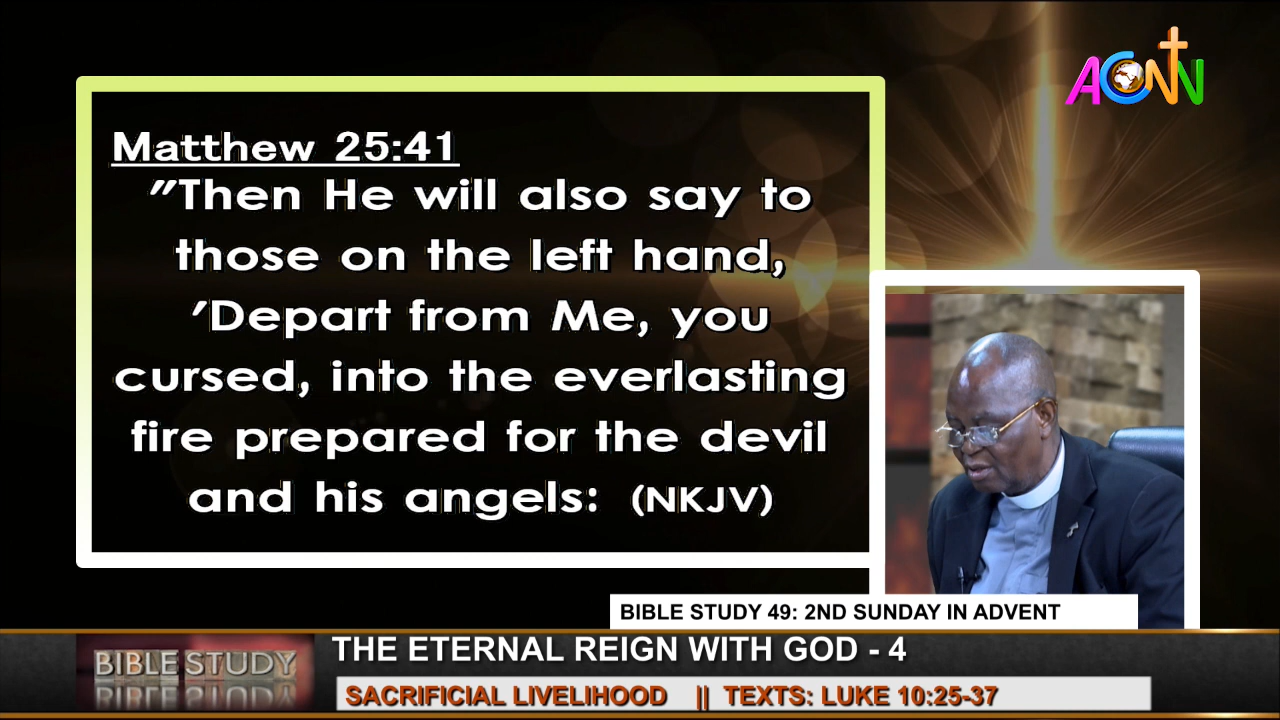 ACNN
Matthew 25:41
"Then He will also say to
those on the left hand,
'Depart from Me, you
cursed, into the everlasting
fire prepared for the devil
and his angels: (NKJV)
BIBLE STUDY 49: 2ND SUNDAY IN ADVENT
BIBLE STUDY
THE ETERNAL REIGN WITH GOD - 4
SACRIFICIAL LIVELIHOOD || TEXTS: LUKE 10:25-37